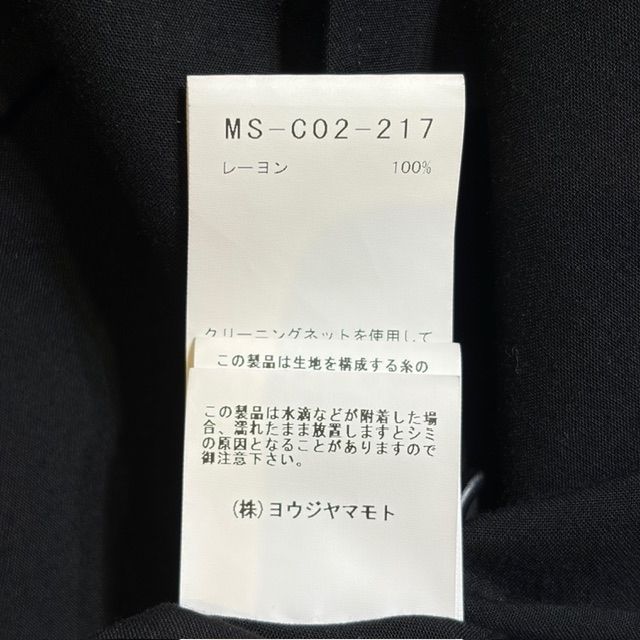 MS-C02-217
レーヨン 100%
クリーニングネットを使用して
この製品は生地を構成する糸の
この製品は水滴などが附着した場
合、濡れたまま放置しますとシミ
の原因となることがありますので
御注意下さい。
(株)ヨウジヤマモト